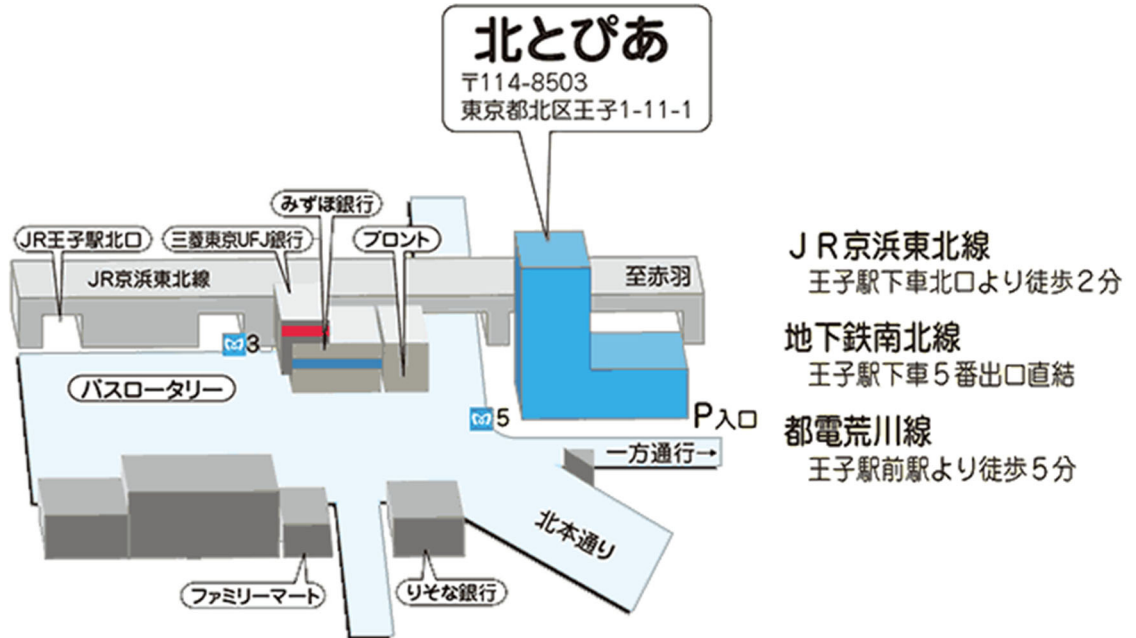 北とぴあ
〒114-8503
東京都北区王子1-11-1
みずほ銀行
JR王子駅北口
三菱東京UFJ銀行
プロント
JR京浜東北線
至赤羽
3
バスロータリー
5
P入口
一方通行→
北本通り
ファミリーマート
りそな銀行
JR京浜東北線
王子駅下車北口より徒歩2分
地下鉄南北線
王子駅下車5番出口直結
都電荒川線
王子駅前駅より徒歩5分